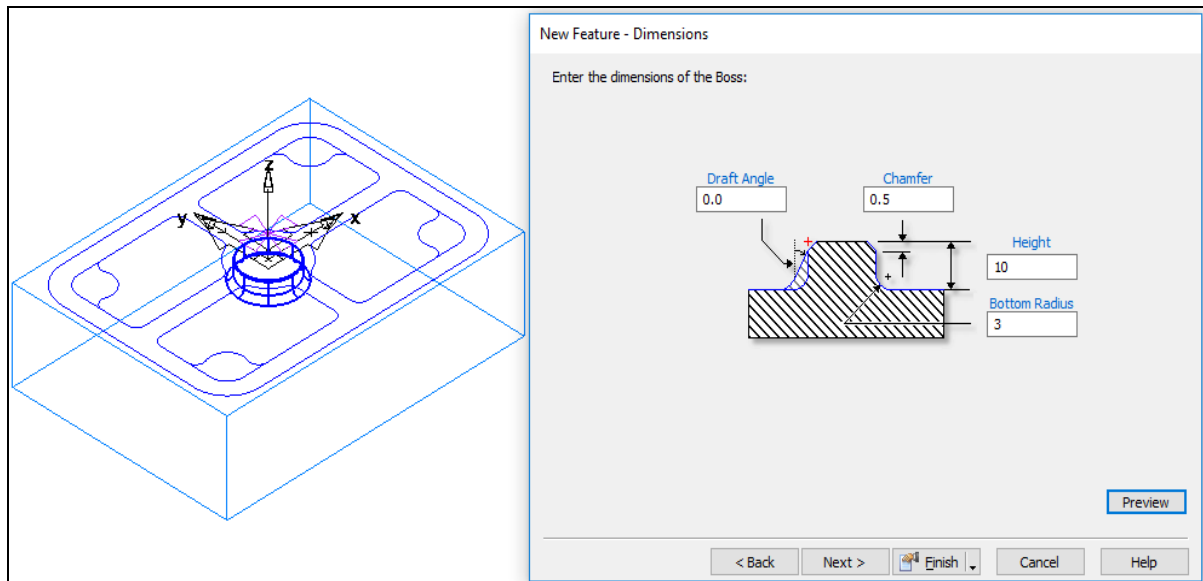 New Feature - Dimensions
Enter the dimensions of the Boss:
Draft Angle
0.0
Chamfer
0.5
Height
10
Bottom Radius
3
z
y
x
Preview
< Back
Next >
Finish
Cancel
Help